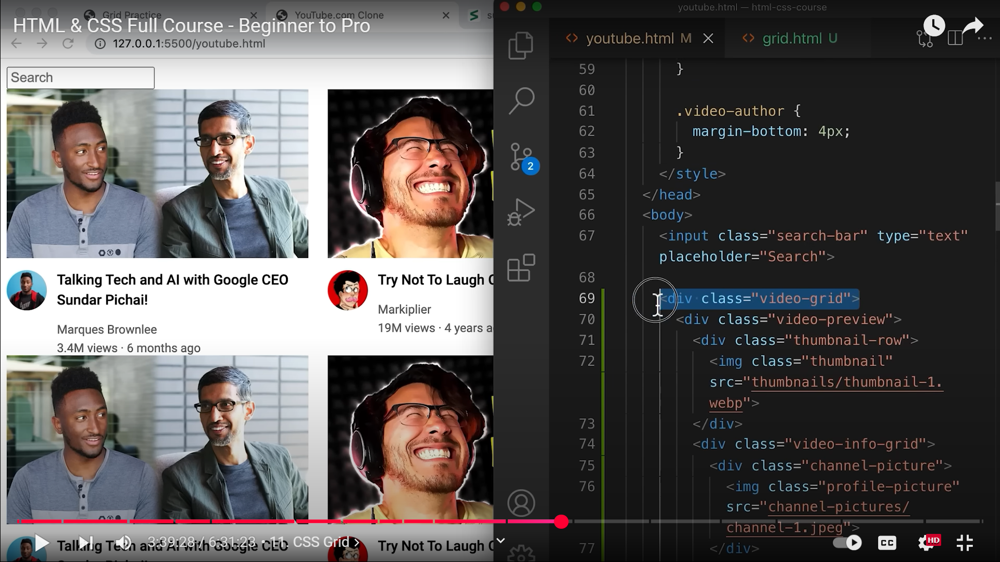 Grid Practice
YouTube.com Clone
HTML & CSS Full Course - Beginner to Pro
127.0.0.1:5500/youtube.html
Search
Talking Tech and AI with Google CEO
Sundar Pichai!
Marques Brownlee
3.4M views · 6 months ago
Try Not To Laugh
Markiplier
19M views · 4 years
Talking Tech and AI with Google CEO
Try Not To Laugh
3:39:28 / 6:31:23 • 11. CSS Grid
youtube.html — html-css-course
youtube.html M
grid.html U
2
59 }
60
61 .video-author {
62 margin-bottom: 4px;
63 }
64 </style>
65 </head>
66 <body>
67 <input class="search-bar" type="text"
placeholder="Search">
68
69 <div class="video-grid">
70 <div class="video-preview">
71 <div class="thumbnail-row">
72 <img class="thumbnail"
src="thumbnails/thumbnail-1.
webp">
73 </div>
74 <div class="video-info-grid">
75 <div class="channel-picture">
76 <img class="profile-picture"
src="channel-pictures/
channel-1.jpeg">
77 </div>
CC
HD